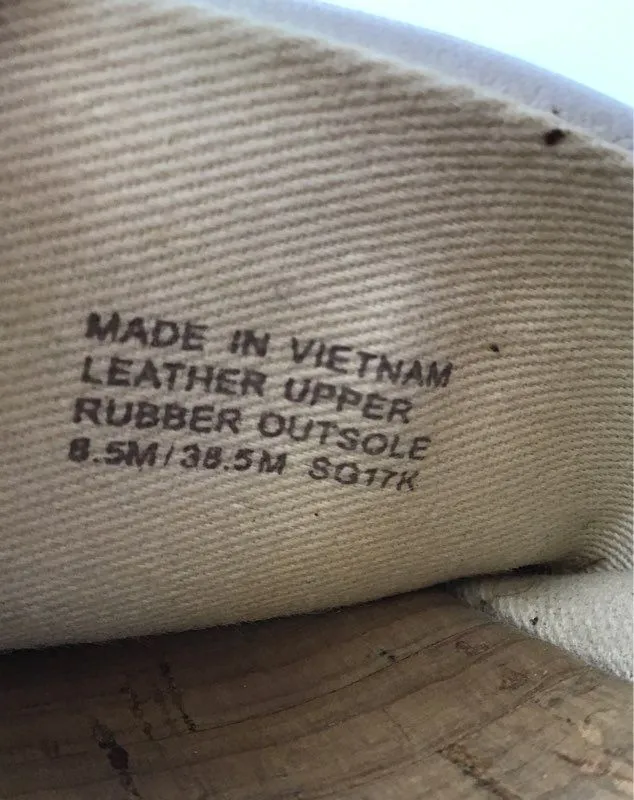 MADE IN VIETNAM
LEATHER UPPER
RUBBER OUTSOLE
8.5M/38.5M SG17K